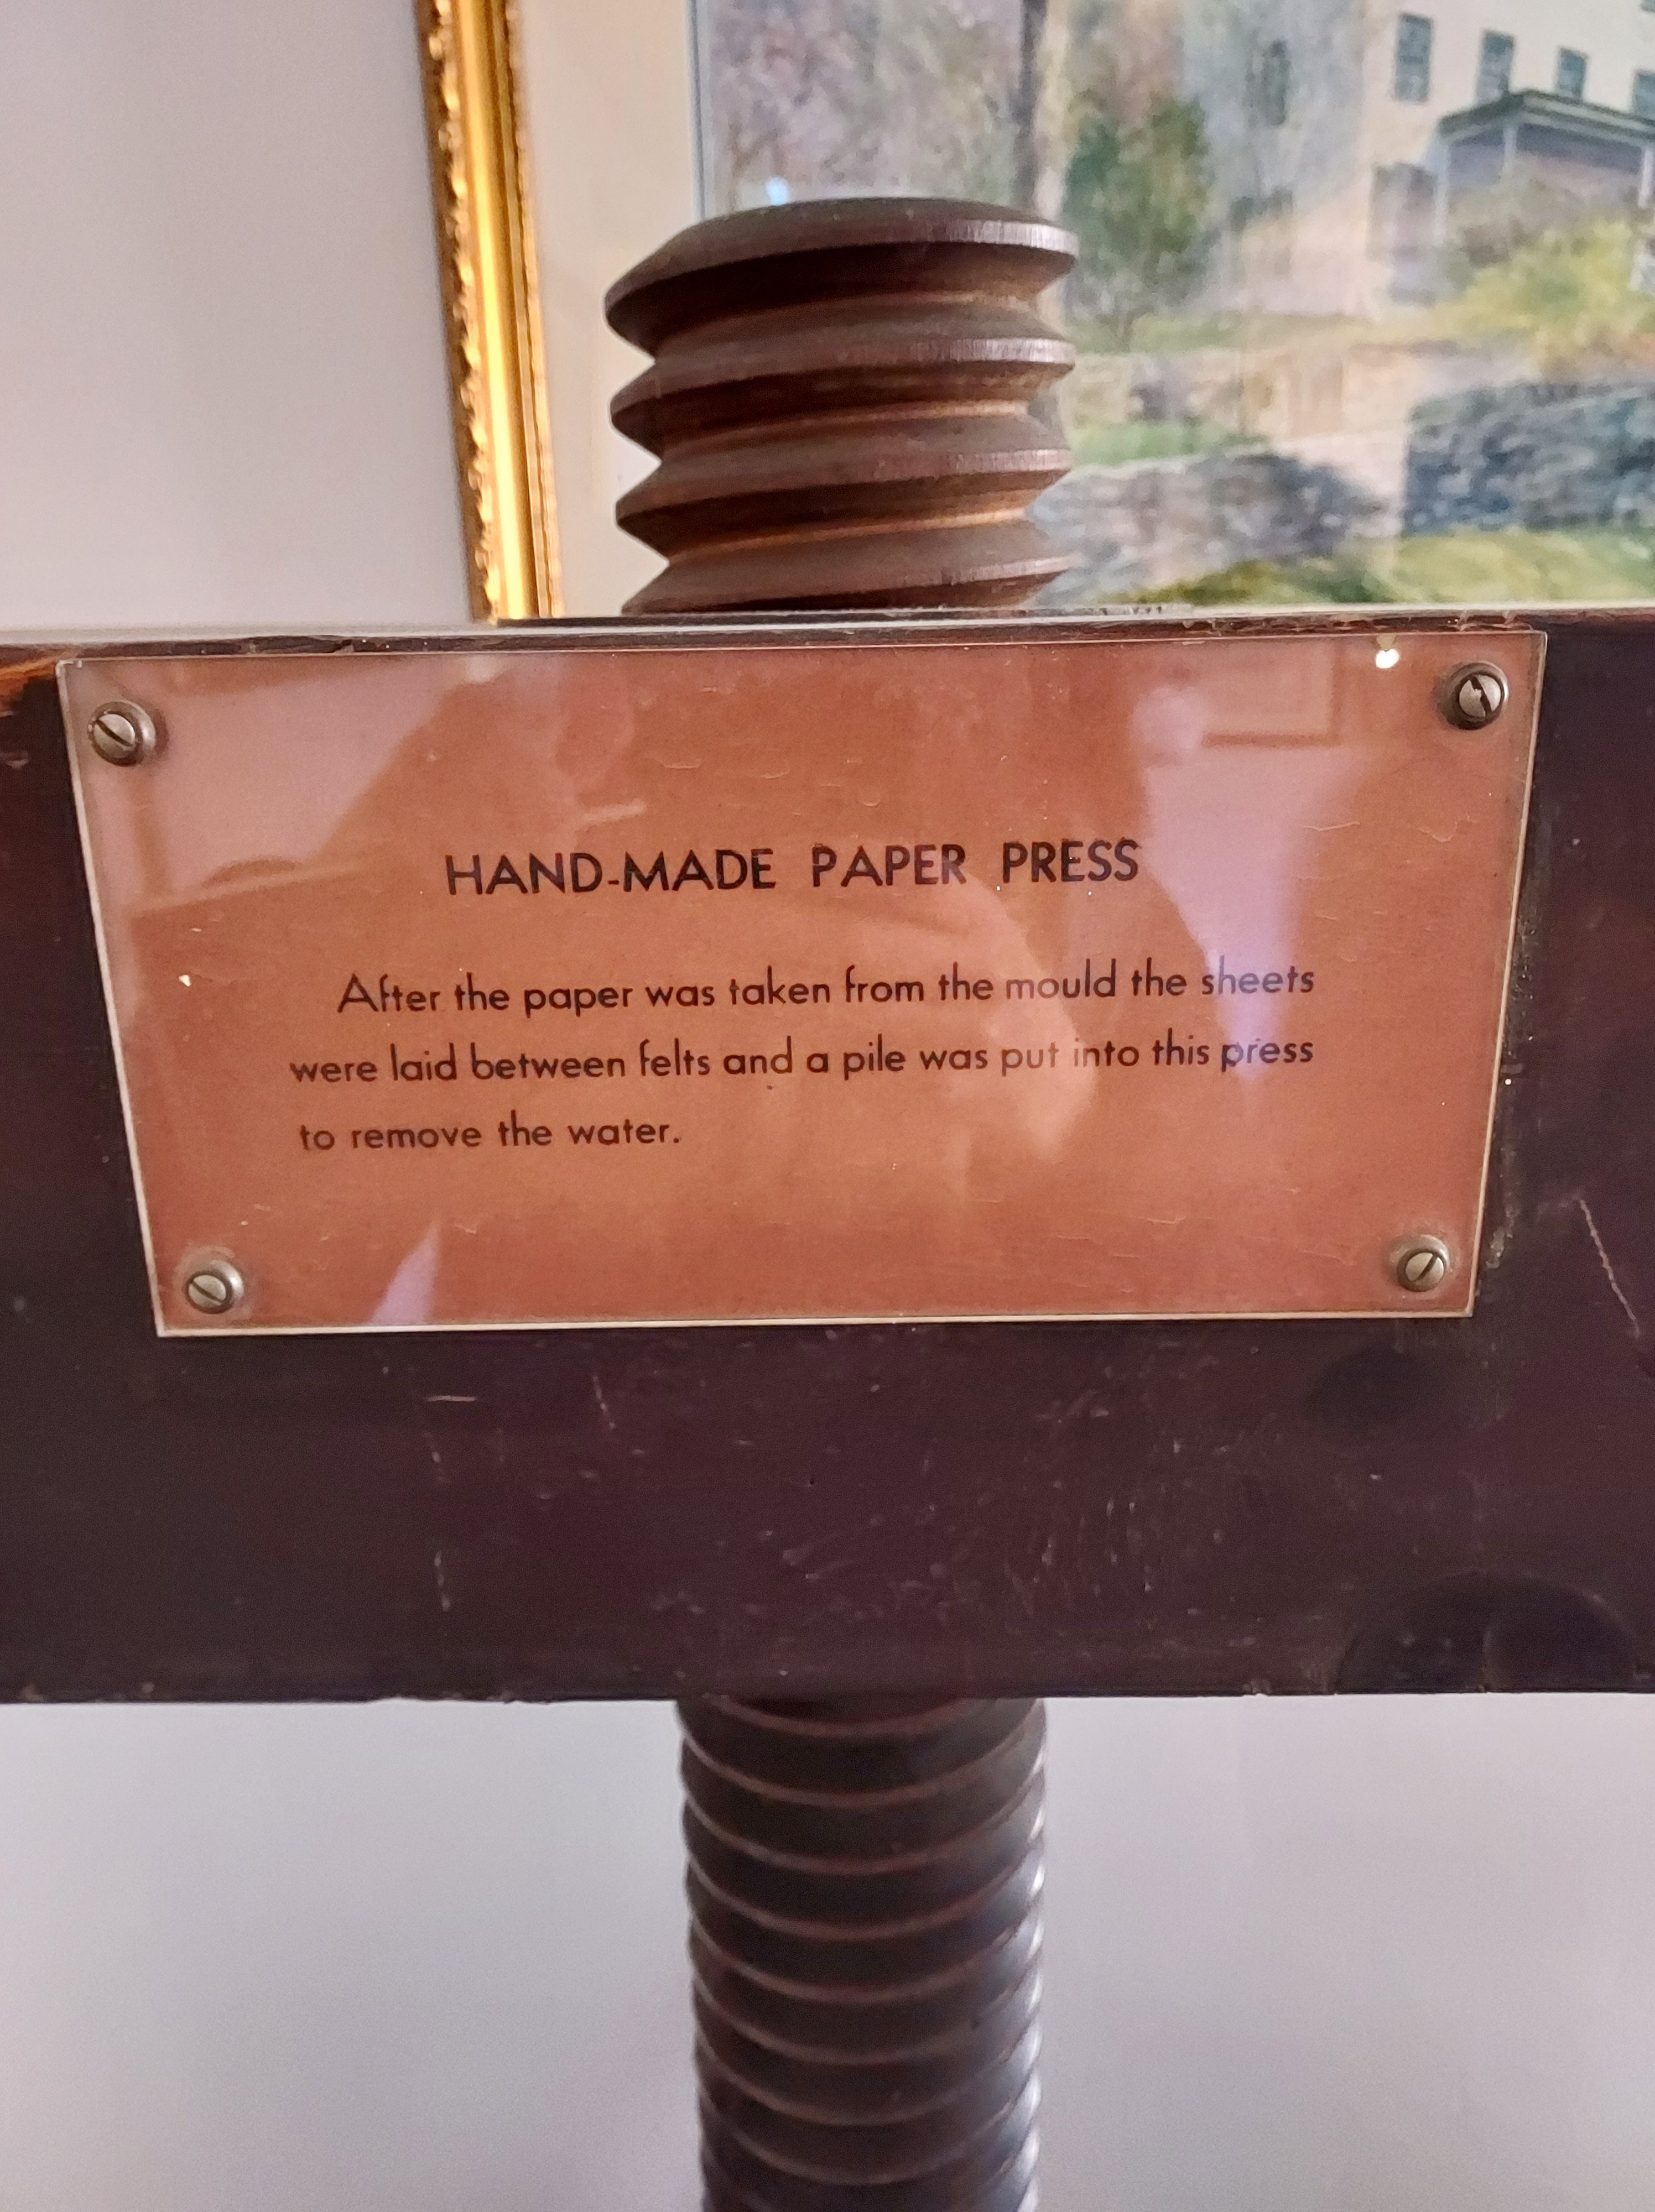 HAND-MADE PAPER PRESS
After the paper was taken from the mould the sheets
were laid between felts and a pile was put into this press
to remove the water.